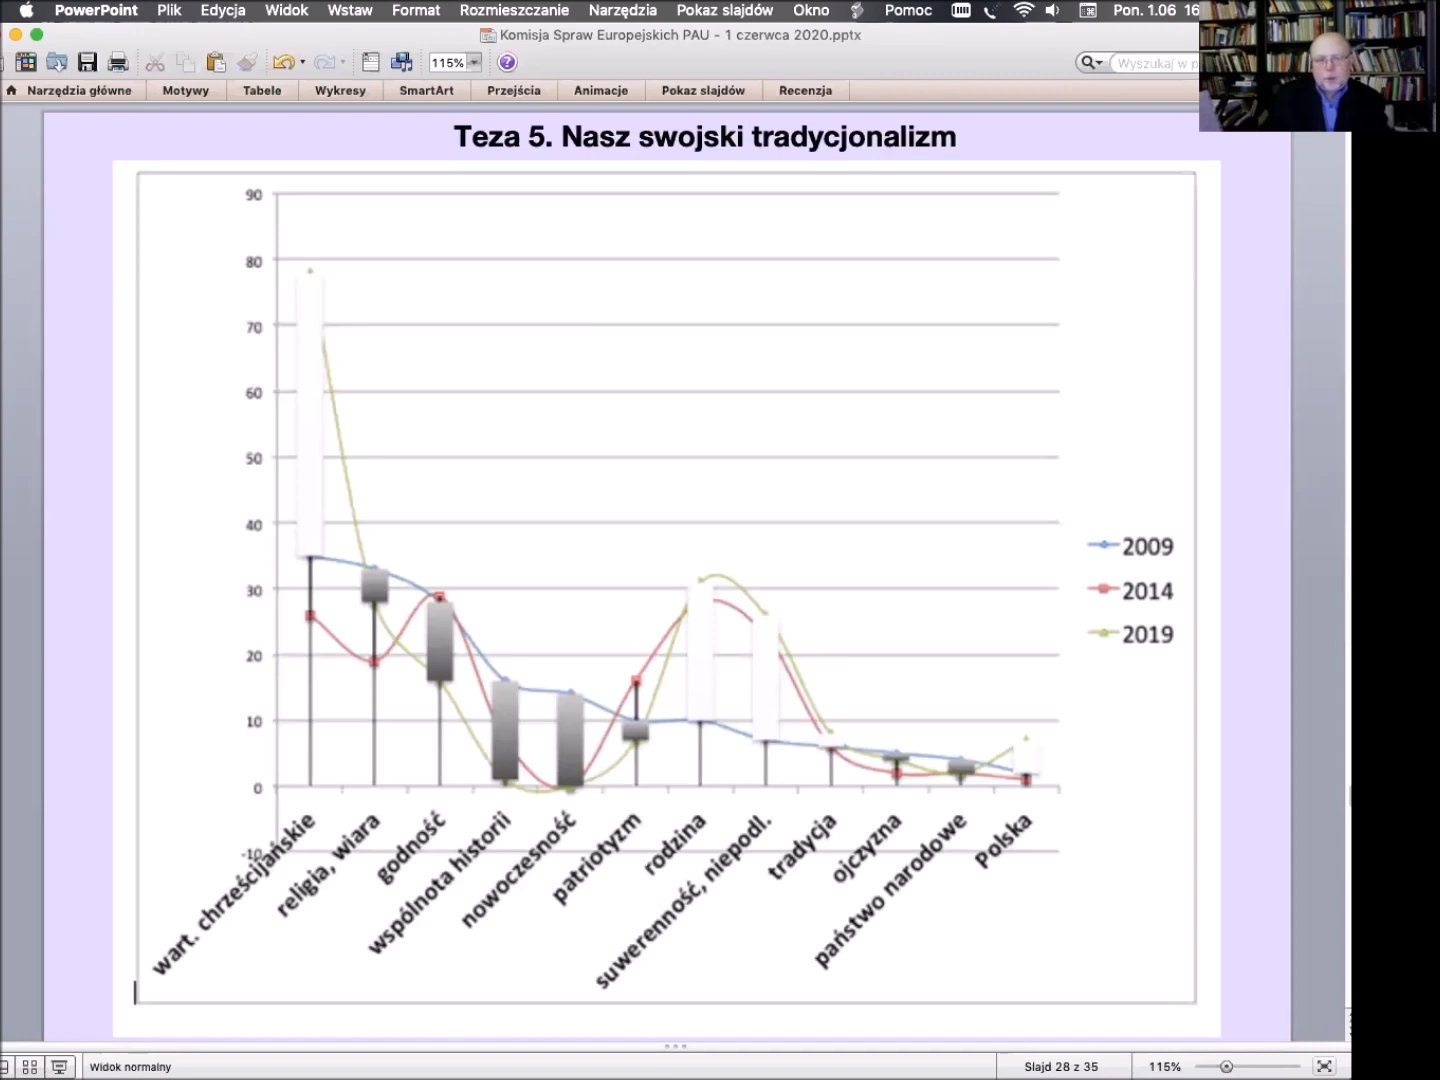 PowerPoint Plik Edycja Widok Wstaw Format Rozmieszczanie Narzędzia Pokaz slajdów Okno Pomoc Pon. 1.06 16
Komisja Spraw Europejskich PAU - 1 czerwca 2020.pptx
115% Wyszukaj w p
Narzędzia główne Motywy Tabele Wykresy SmartArt Przejścia Animacje Pokaz slajdów Recenzja
Teza 5. Nasz swojski tradycjonalizm
90
80
70
60
50
40
30
20
10
0
-10
2009
2014
2019
wart. chrześcijańskie
religia, wiara
godność
wspólnota historii
nowoczesność
patriotyzm
rodzina
suwerenność, niepodl.
tradycja
ojczyzna
państwo narodowe
Polska
Widok normalny Slajd 28 z 35 115%